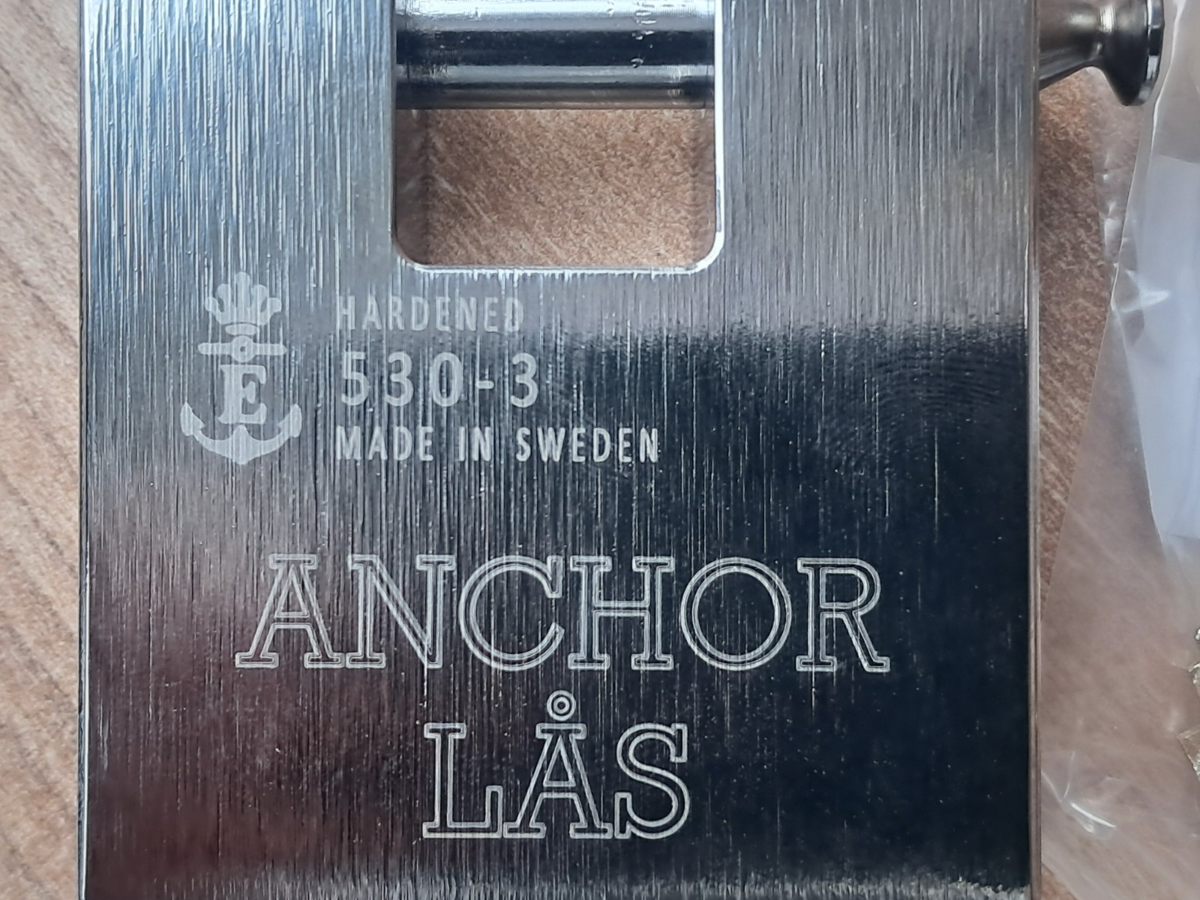 HARDENED
E
530-3
MADE IN SWEDEN
ANCHOR
LÅS